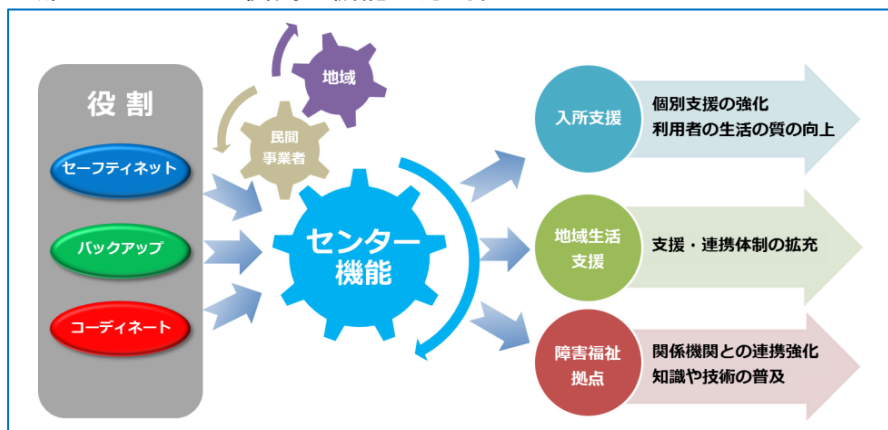 役割
セーフティネット
バックアップ
コーディネート
地域
民間
事業者
センター
機能
入所支援
個別支援の強化
利用者の生活の質の向上
地域生活
支援
支援・連携体制の拡充
障害福祉
拠点
関係機関との連携強化
知識や技術の普及